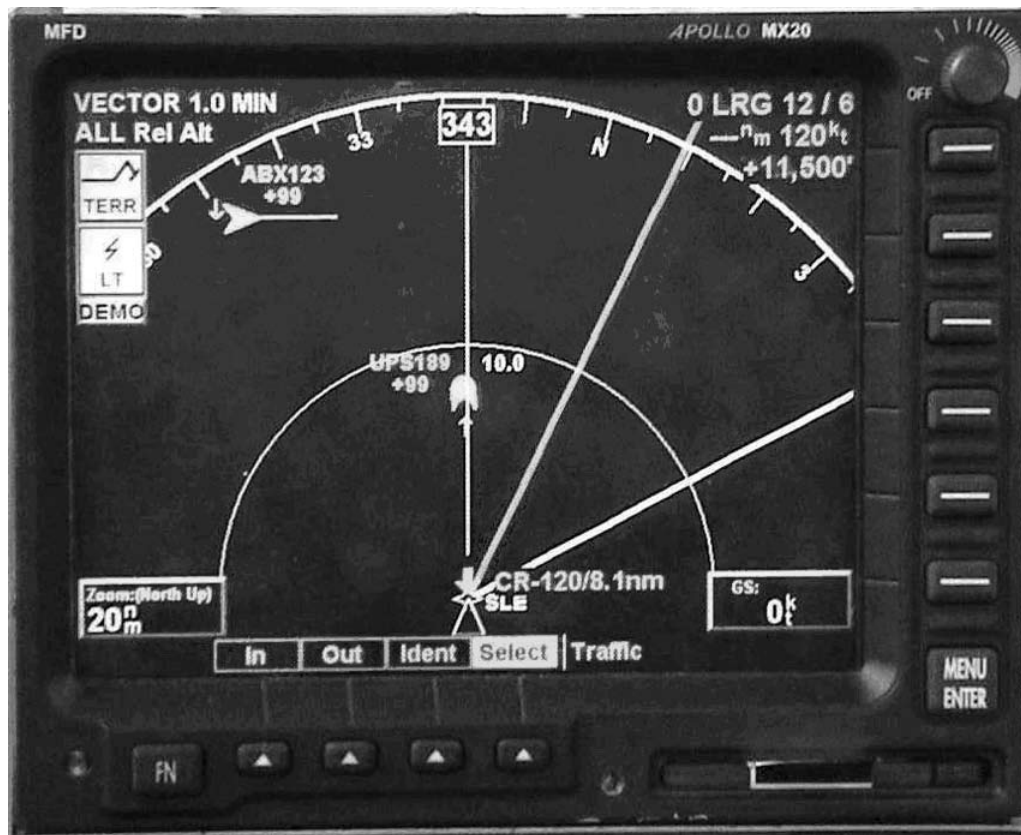 MFD
APOLLO MX20
OFF
VECTOR 1.0 MIN
ALL Rel Alt
0 LRG 12 / 6
—nm 120kt
+11,500'
343
33
N
3
TERR
LT
DEMO
ABX123
+99
UPS189
+99
10.0
CR-120/8.1nm
SLE
Zoom:(North Up)
20nm
GS:
0kt
In
Out
Ident
Select
Traffic
MENU
ENTER
FN